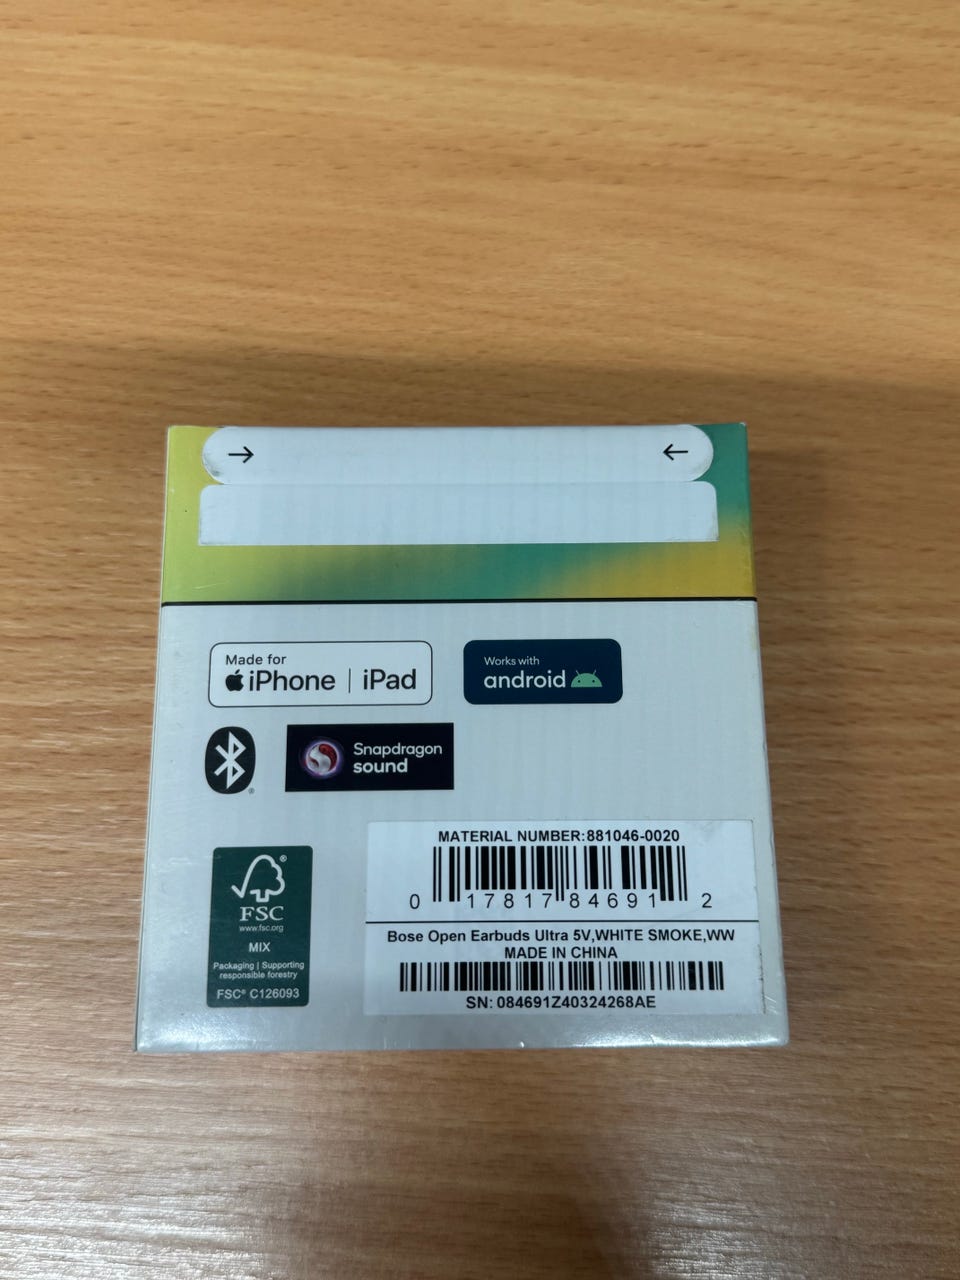 → ←
Made for
iPhone | iPad
Works with
android
Snapdragon
sound
®
FSC
www.fsc.org
MIX
Packaging | Supporting
responsible forestry
FSC® C126093
MATERIAL NUMBER:881046-0020
0 17817 84691 2
Bose Open Earbuds Ultra 5V,WHITE SMOKE,WW
MADE IN CHINA
SN: 084691Z40324268AE